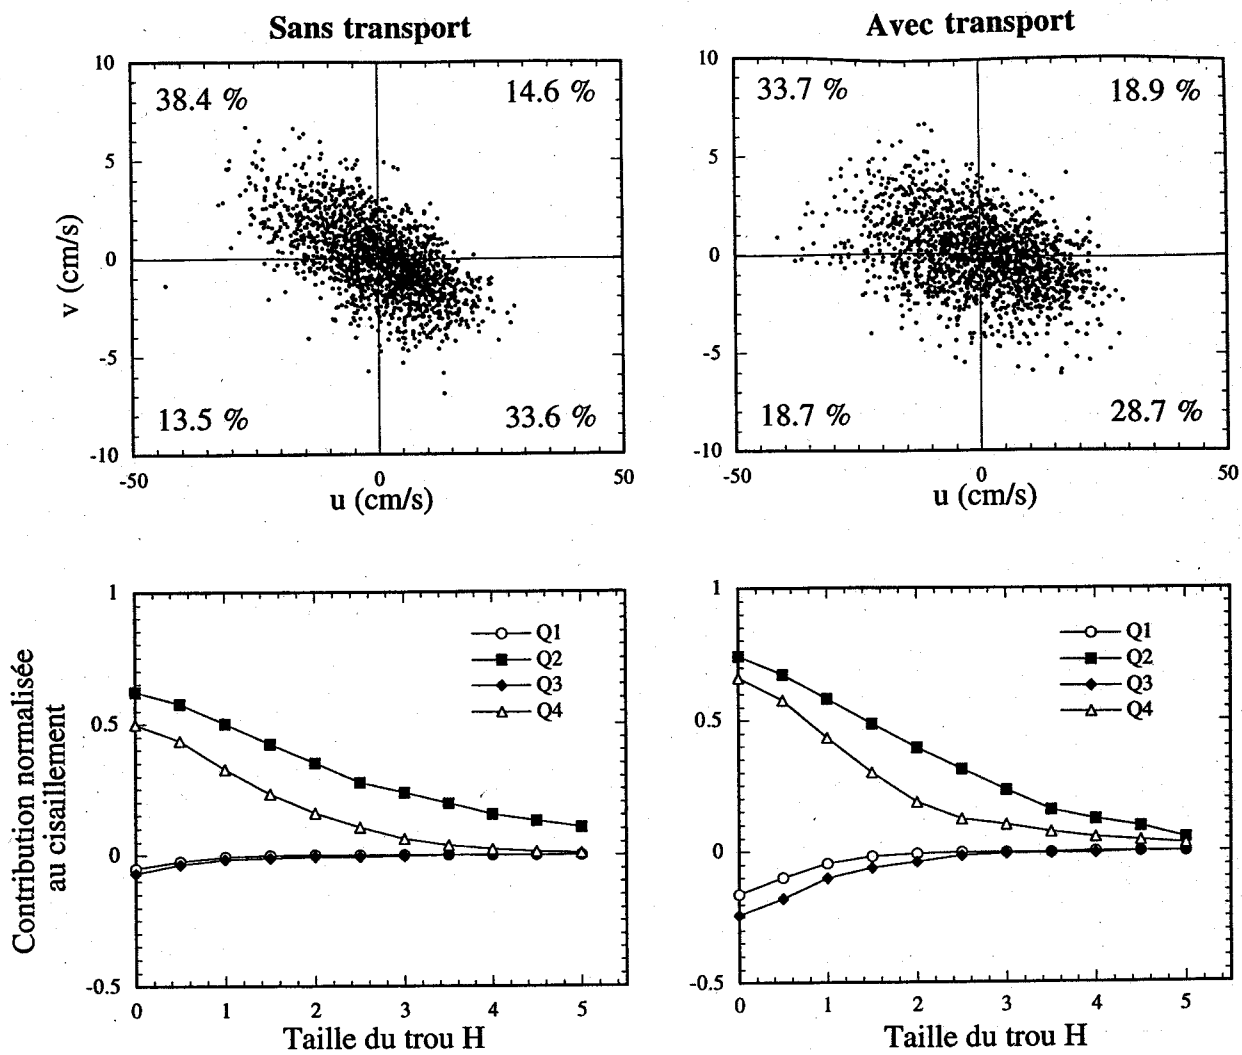 Sans transport
Avec transport
10
5
0
-5
-10
38.4 %
14.6 %
13.5 %
33.6 %
v (cm/s)
-50
0
50
u (cm/s)
10
5
0
-5
-10
33.7 %
18.9 %
18.7 %
28.7 %
-50
0
50
u (cm/s)
Contribution normalisée
au cisaillement
1
0.5
0
-0.5
Q1
Q2
Q3
Q4
0 1 2 3 4 5
Taille du trou H
1
0.5
0
-0.5
Q1
Q2
Q3
Q4
0 1 2 3 4 5
Taille du trou H